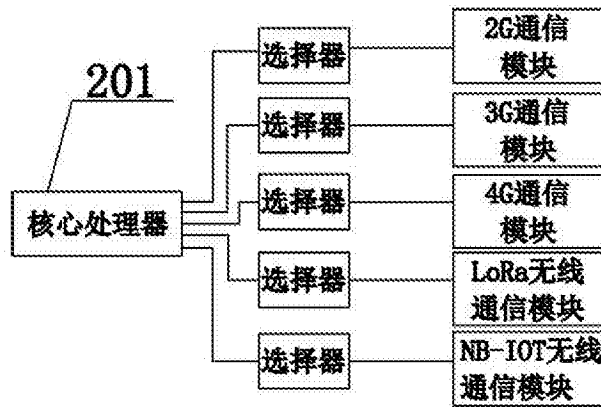 201
核心处理器
选择器
2G通信
模块
选择器
3G通信
模块
选择器
4G通信
模块
选择器
LoRa无线
通信模块
选择器
NB-IOT无线
通信模块